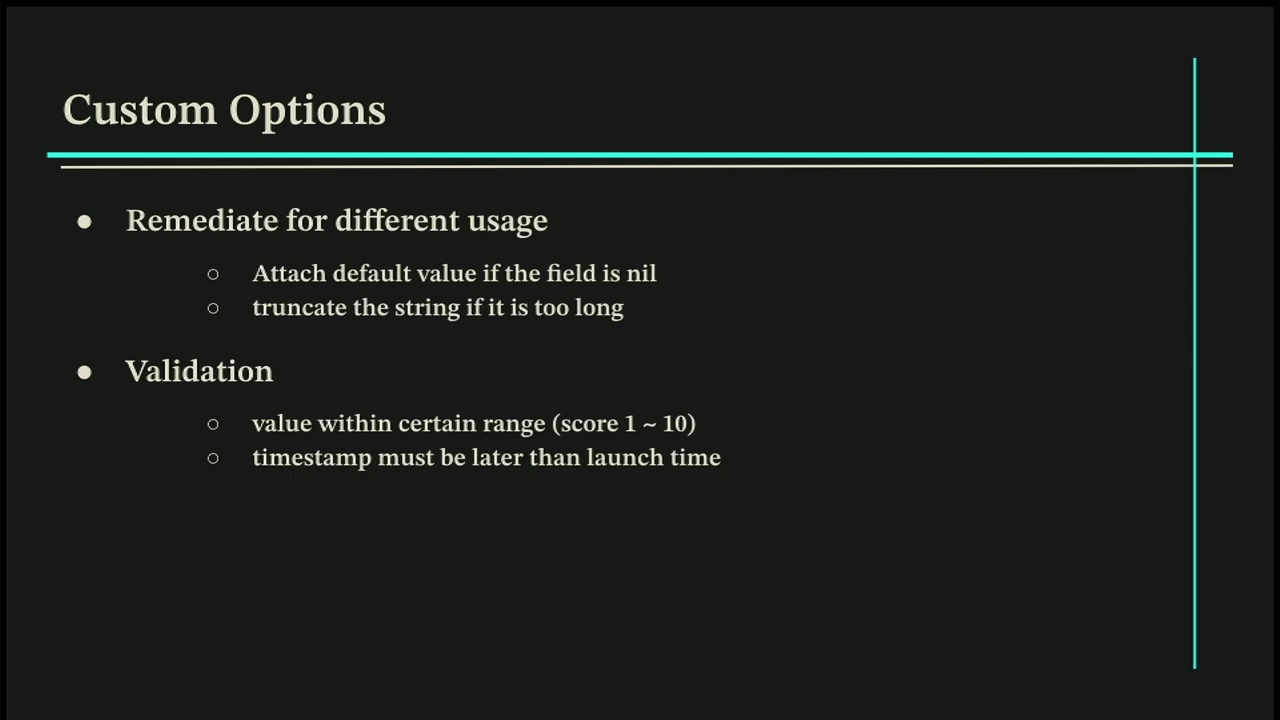 Custom Options
● Remediate for different usage
○ Attach default value if the field is nil
○ truncate the string if it is too long
● Validation
○ value within certain range (score 1 ~ 10)
○ timestamp must be later than launch time